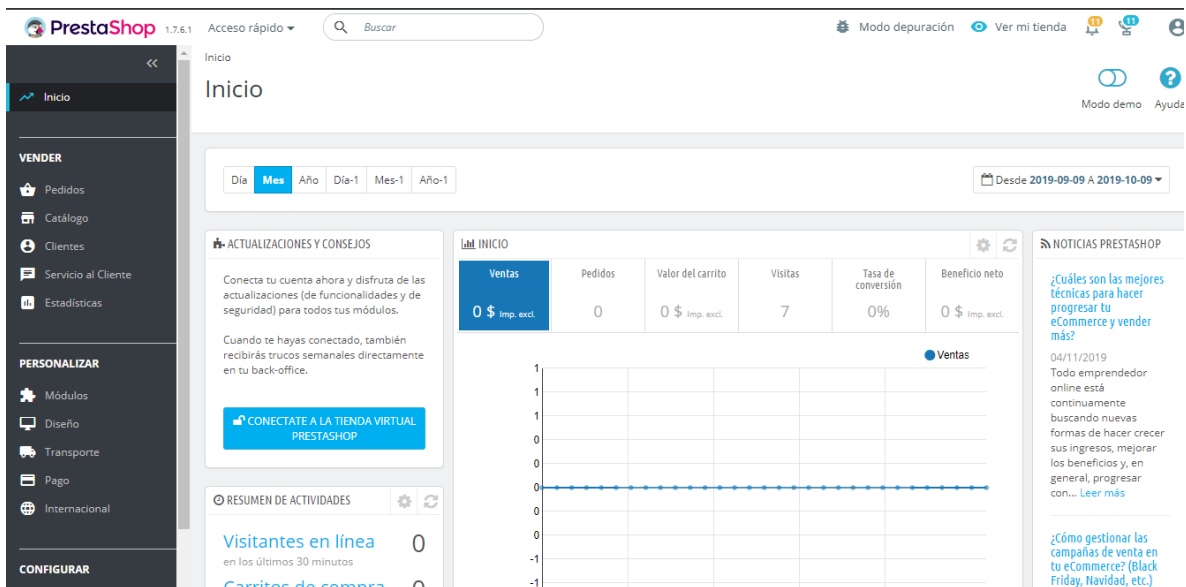 PrestaShop 1.7.6.1 Acceso rápido Buscar Modo depuración Ver mi tienda 11 11
Inicio
Inicio
Modo demo Ayuda
Inicio
VENDER
Pedidos
Catálogo
Clientes
Servicio al Cliente
Estadísticas
PERSONALIZAR
Módulos
Diseño
Transporte
Pago
Internacional
CONFIGURAR
Día Mes Año Día-1 Mes-1 Año-1 Desde 2019-09-09 A 2019-10-09
ACTUALIZACIONES Y CONSEJOS
Conecta tu cuenta ahora y disfruta de las
actualizaciones (de funcionalidades y de
seguridad) para todos tus módulos.
Cuando te hayas conectado, también
recibirás trucos semanales directamente
en tu back-office.
CONECTATE A LA TIENDA VIRTUAL
PRESTASHOP
RESUMEN DE ACTIVIDADES
Visitantes en línea 0
en los últimos 30 minutos
Carritos de compra 0
INICIO
Ventas
0 $ Imp. excl.
Pedidos
0
Valor del carrito
0 $ Imp. excl.
Visitas
7
Tasa de
conversión
0%
Beneficio neto
0 $ Imp. excl.
Ventas
1
1
1
0
0
0
0
0
-1
-1
NOTICIAS PRESTASHOP
¿Cuáles son las mejores
técnicas para hacer
progresar tu
eCommerce y vender
más?
04/11/2019
Todo emprendedor
online está
continuamente
buscando nuevas
formas de hacer crecer
sus ingresos, mejorar
los beneficios y, en
general, progresar
con... Leer más
¿Cómo gestionar las
campañas de venta en
tu eCommerce? (Black
Friday, Navidad, etc.)